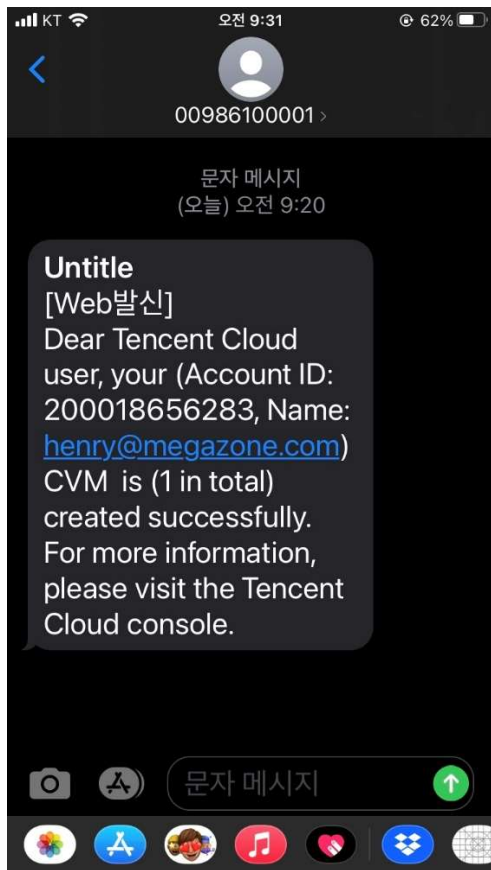 KT 오전 9:31 62%
00986100001
문자 메시지
(오늘) 오전 9:20
Untitle
[Web발신]
Dear Tencent Cloud
user, your (Account ID:
200018656283, Name:
henry@megazone.com)
CVM  is (1 in total)
created successfully.
For more information,
please visit the Tencent
Cloud console.
문자 메시지